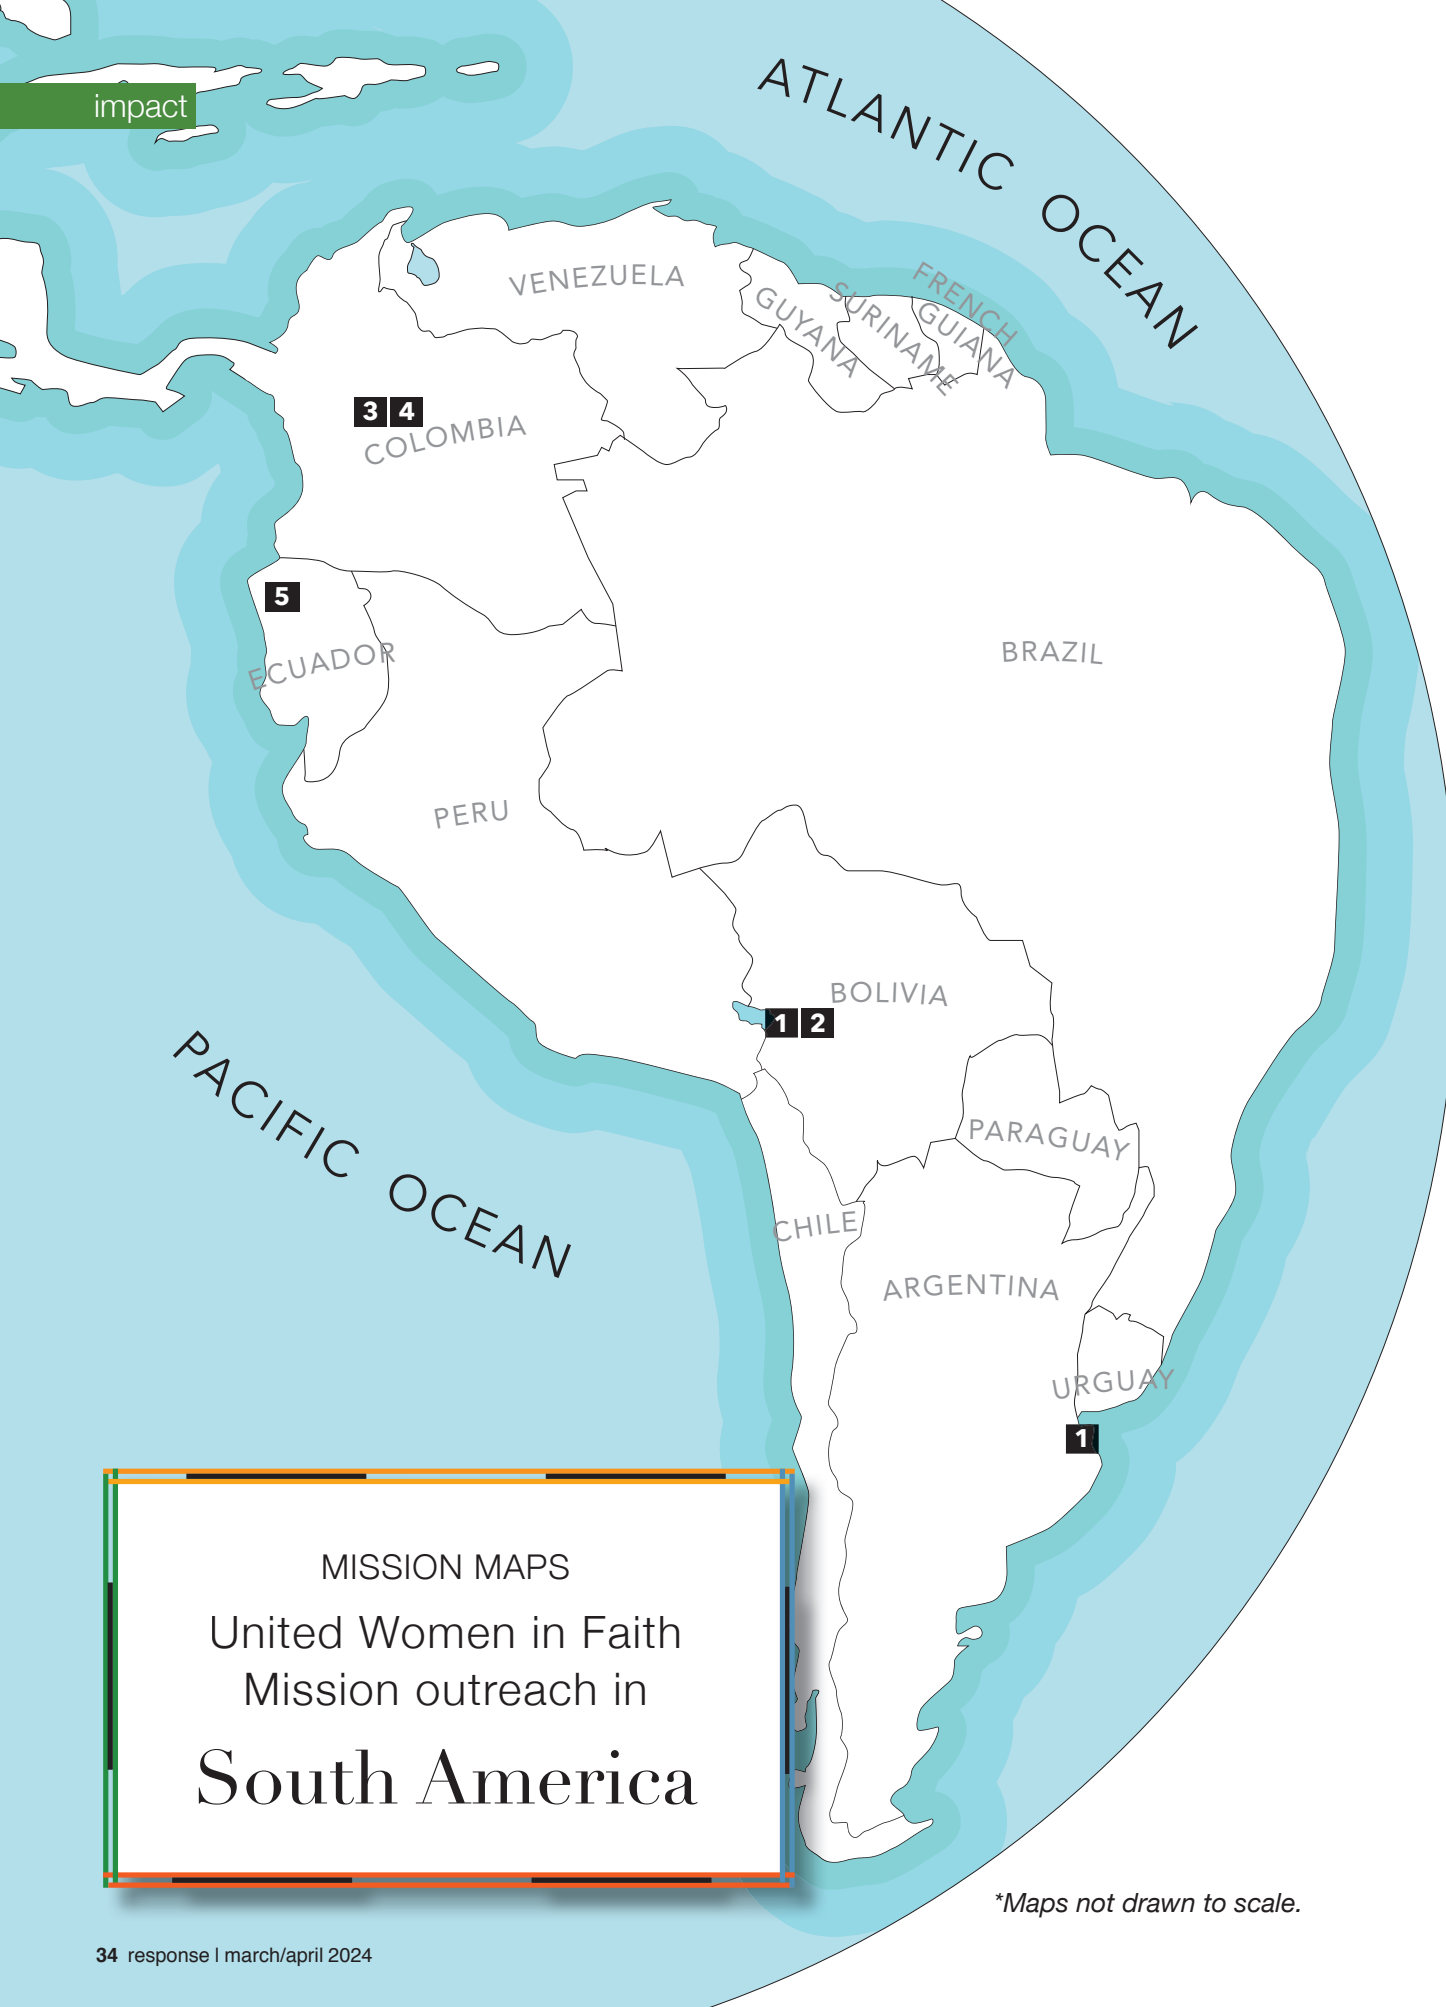 impact
ATLANTIC OCEAN
VENEZUELA
GUYANA
SURINAME
FRENCH
GUIANA
3 4
COLOMBIA
5
ECUADOR
BRAZIL
PERU
BOLIVIA
1 2
PACIFIC OCEAN
PARAGUAY
CHILE
ARGENTINA
URGUAY
1
MISSION MAPS
United Women in Faith
Mission outreach in
South America
*Maps not drawn to scale.
34 response | march/april 2024